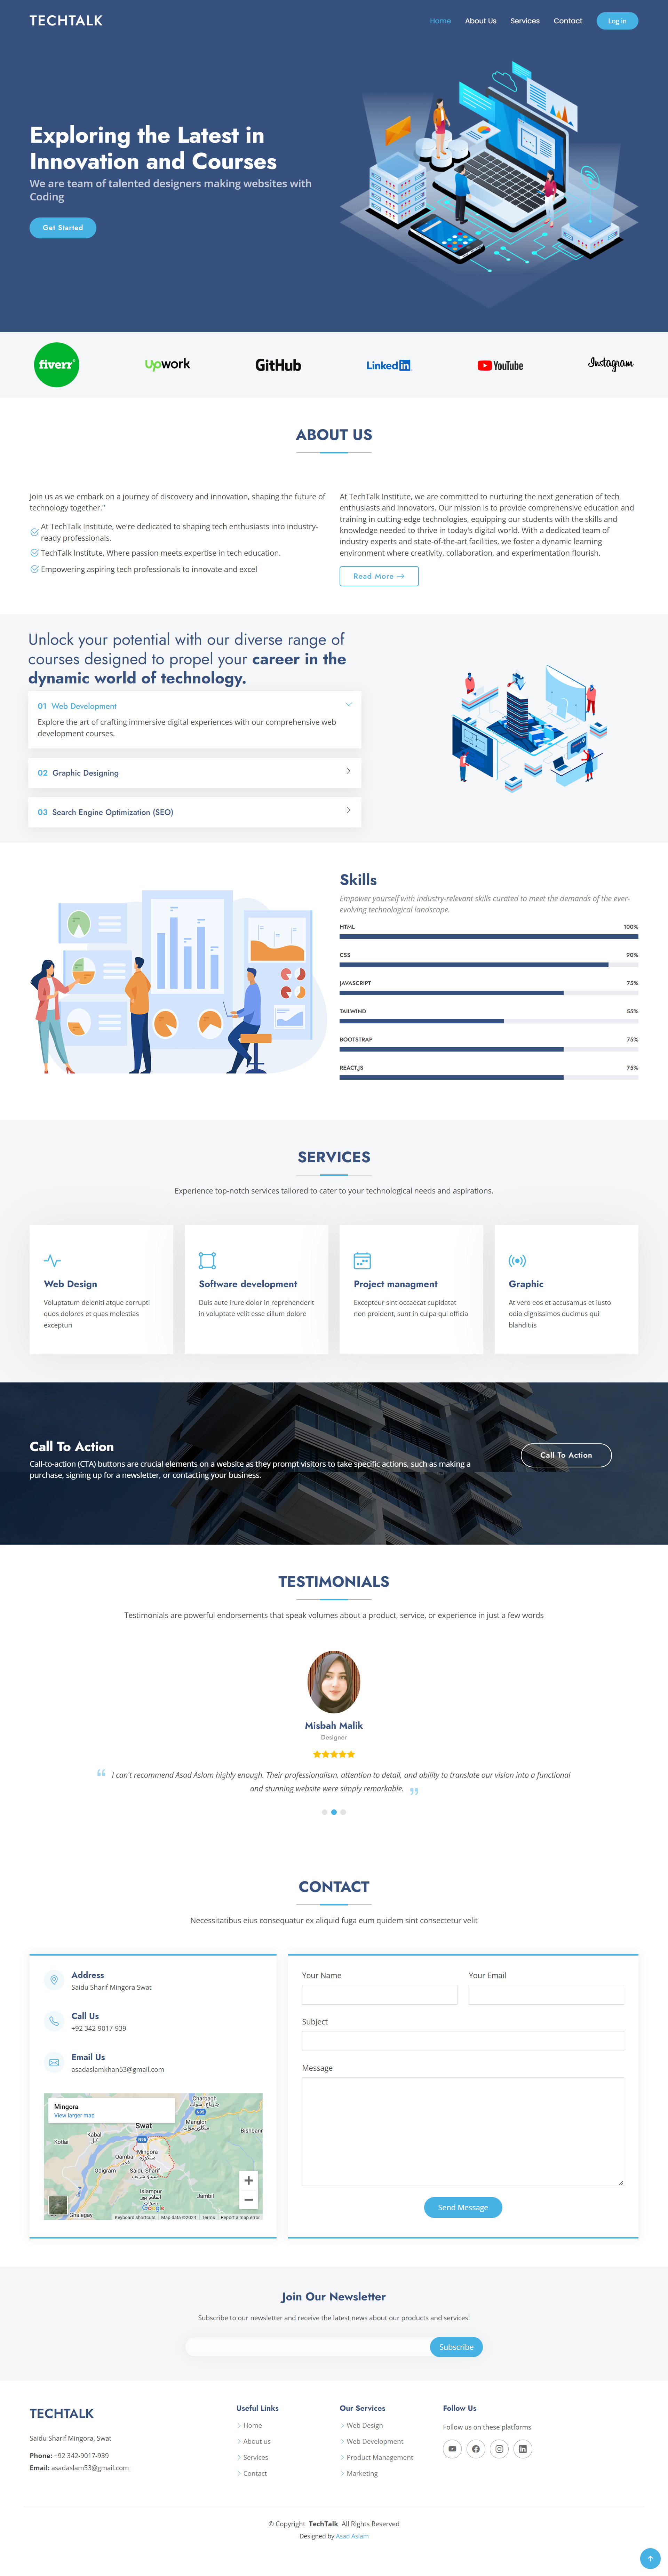 TECHTALK
Home
About Us
Services
Contact
Log in
Exploring the Latest in
Innovation and Courses
We are team of talented designers making websites with
Coding
Get Started
fiverr
Upwork
GitHub
Linked in
YouTube
Instagram
ABOUT US
Join us as we embark on a journey of discovery and innovation, shaping the future of
technology together."
At TechTalk Institute, we're dedicated to shaping tech enthusiasts into industry-
ready professionals.
TechTalk Institute, Where passion meets expertise in tech education.
Empowering aspiring tech professionals to innovate and excel
At TechTalk Institute, we are committed to nurturing the next generation of tech
enthusiasts and innovators. Our mission is to provide comprehensive education and
training in cutting-edge technologies, equipping our students with the skills and
knowledge needed to thrive in today's digital world. With a dedicated team of
industry experts and state-of-the-art facilities, we foster a dynamic learning
environment where creativity, collaboration, and experimentation flourish.
Read More
Unlock your potential with our diverse range of
courses designed to propel your career in the
dynamic world of technology.
01 Web Development
Explore the art of crafting immersive digital experiences with our comprehensive web
development courses.
02 Graphic Designing
03 Search Engine Optimization (SEO)
Skills
Empower yourself with industry-relevant skills curated to meet the demands of the ever-
evolving technological landscape.
HTML 100%
CSS 90%
JAVASCRIPT 75%
TAILWIND 55%
BOOTSTRAP 75%
REACT.JS 75%
SERVICES
Experience top-notch services tailored to cater to your technological needs and aspirations.
Web Design
Voluptatum deleniti atque corrupti
quos dolores et quas molestias
excepturi
Software development
Duis aute irure dolor in reprehenderit
in voluptate velit esse cillum dolore
Project managment
Excepteur sint occaecat cupidatat
non proident, sunt in culpa qui officia
Graphic
At vero eos et accusamus et iusto
odio dignissimos ducimus qui
blanditiis
Call To Action
Call-to-action (CTA) buttons are crucial elements on a website as they prompt visitors to take specific actions, such as making a
purchase, signing up for a newsletter, or contacting your business.
Call To Action
TESTIMONIALS
Testimonials are powerful endorsements that speak volumes about a product, service, or experience in just a few words
Misbah Malik
Designer
I can't recommend Asad Aslam highly enough. Their professionalism, attention to detail, and ability to translate our vision into a functional
and stunning website were simply remarkable.
CONTACT
Necessitatibus eius consequatur ex aliquid fuga eum quidem sint consectetur velit
Address
Saidu Sharif Mingora Swat
Call Us
+92 342-9017-939
Email Us
asadaslamkhan53@gmail.com
Mingora
View larger map
Charbagh
Swat
Manglor
Kabal
Kotlai
Bishbanr
Mingora
Qambar
Odigram
Saidu Sharif
Islampur
Jambil
Google
Ghalegay
Keyboard shortcuts
Map data ©2024
Terms
Report a map error
Your Name
Your Email
Subject
Message
Send Message
Join Our Newsletter
Subscribe to our newsletter and receive the latest news about our products and services!
Subscribe
TECHTALK
Saidu Sharif Mingora, Swat
Phone: +92 342-9017-939
Email: asadaslam53@gmail.com
Useful Links
Home
About us
Services
Contact
Our Services
Web Design
Web Development
Product Management
Marketing
Follow Us
Follow us on these platforms
© Copyright TechTalk All Rights Reserved
Designed by Asad Aslam